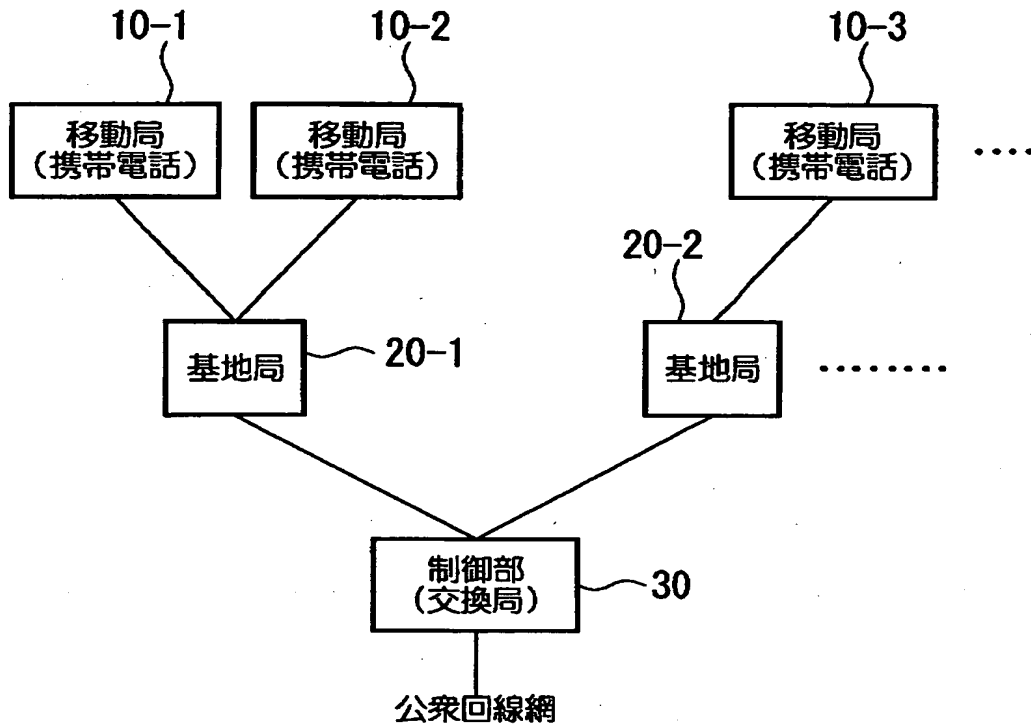 10-1
10-2
10-3
移動局
(携帯電話)
移動局
(携帯電話)
移動局
(携帯電話)
20-2
基地局
20-1
基地局
制御部
(交換局)
30
公衆回線網